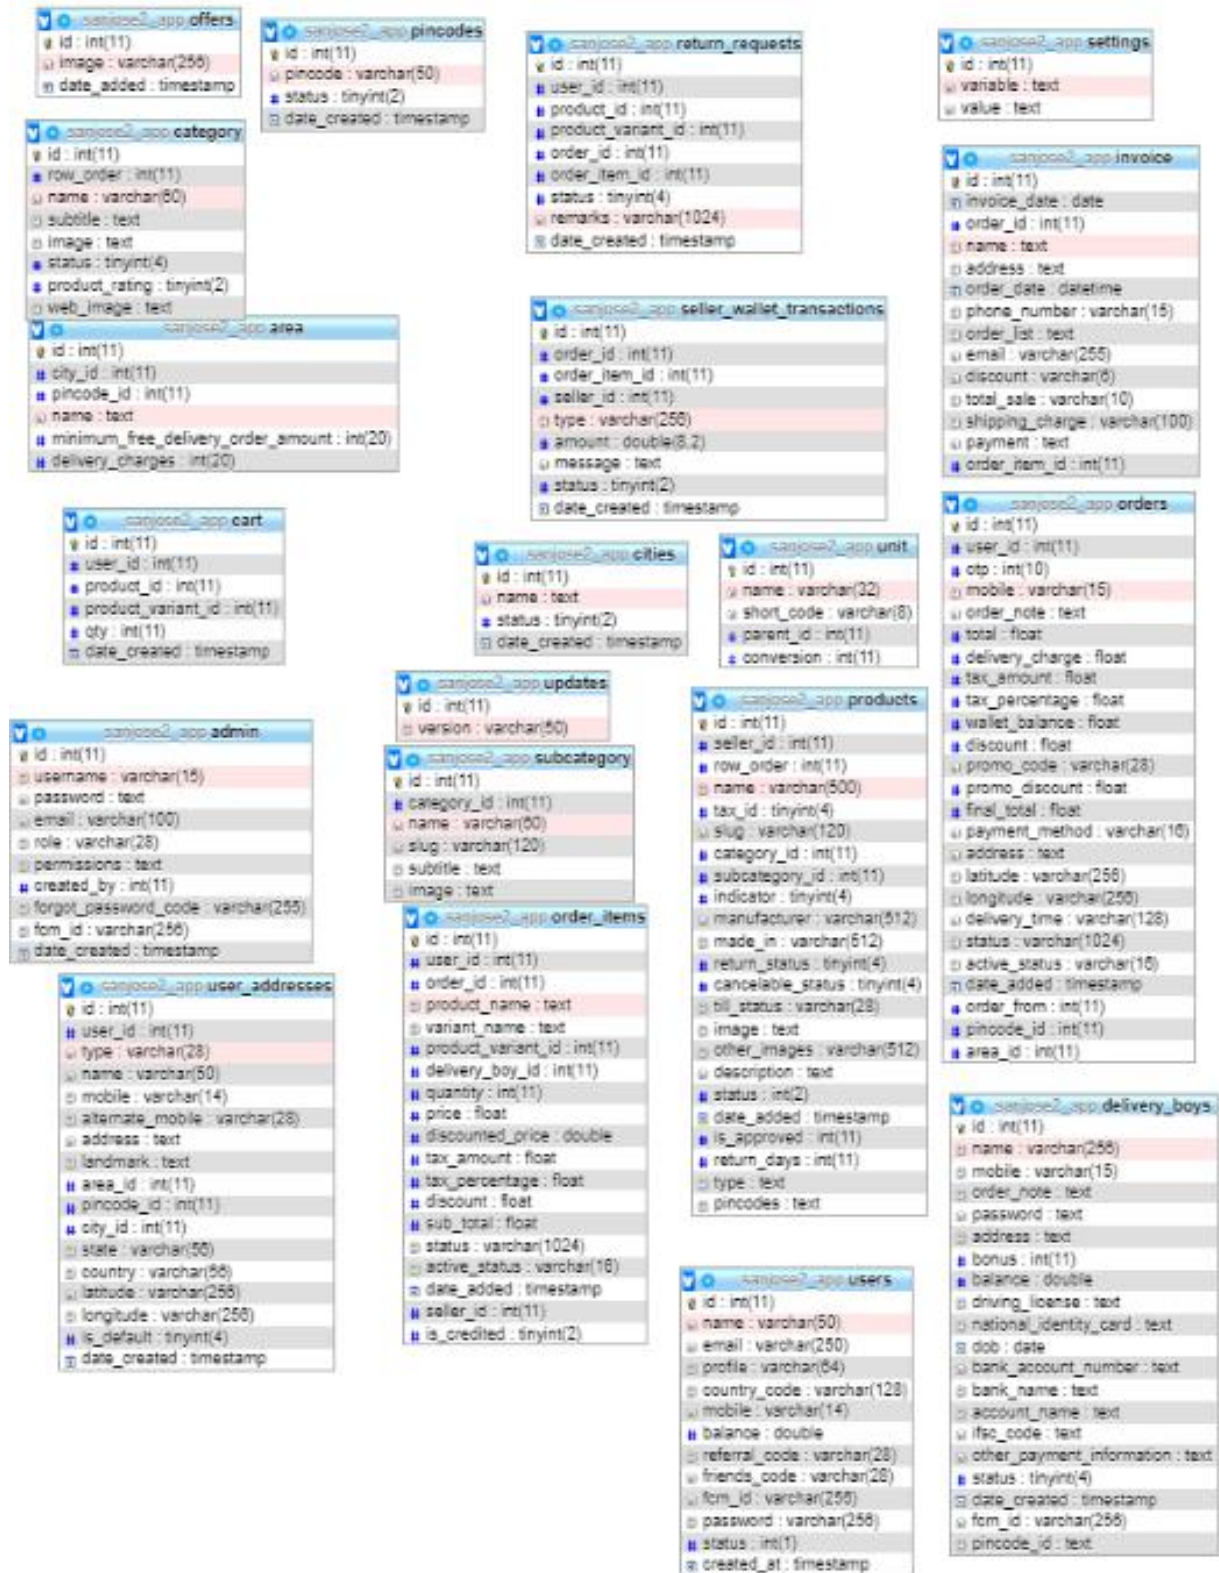 sanjose2_app offers
id : int(11)
image : varchar(256)
date_added : timestamp
sanjose2_app pincodes
id : int(11)
pincode : varchar(50)
status : tinyint(2)
date_created : timestamp
sanjose2_app return_requests
id : int(11)
user_id : int(11)
product_id : int(11)
product_variant_id : int(11)
order_id : int(11)
order_item_id : int(11)
status : tinyint(4)
remarks : varchar(1024)
date_created : timestamp
sanjose2_app settings
id : int(11)
variable : text
value : text
sanjose2_app category
id : int(11)
row_order : int(11)
name : varchar(60)
subtitle : text
image : text
status : tinyint(4)
product_rating : tinyint(2)
web_image : text
sanjose2_app invoice
id : int(11)
invoice_date : date
order_id : int(11)
name : text
address : text
order_date : datetime
phone_number : varchar(15)
order_list : text
email : varchar(255)
discount : varchar(6)
total_sale : varchar(10)
shipping_charge : varchar(100)
payment : text
order_item_id : int(11)
sanjose2_app area
id : int(11)
city_id : int(11)
pincode_id : int(11)
name : text
minimum_free_delivery_order_amount : int(20)
delivery_charges : int(20)
sanjose2_app seller_wallet_transactions
id : int(11)
order_id : int(11)
order_item_id : int(11)
seller_id : int(11)
type : varchar(256)
amount : double(8,2)
message : text
status : tinyint(2)
date_created : timestamp
sanjose2_app cart
id : int(11)
user_id : int(11)
product_id : int(11)
product_variant_id : int(11)
qty : int(11)
date_created : timestamp
sanjose2_app cities
id : int(11)
name : text
status : tinyint(2)
date_created : timestamp
sanjose2_app unit
id : int(11)
name : varchar(32)
short_code : varchar(8)
parent_id : int(11)
conversion : int(11)
sanjose2_app orders
id : int(11)
user_id : int(11)
otp : int(10)
mobile : varchar(15)
order_note : text
total : float
delivery_charge : float
tax_amount : float
tax_percentage : float
wallet_balance : float
discount : float
promo_code : varchar(28)
promo_discount : float
final_total : float
payment_method : varchar(16)
address : text
latitude : varchar(256)
longitude : varchar(256)
delivery_time : varchar(128)
status : varchar(1024)
active_status : varchar(16)
date_added : timestamp
order_from : int(11)
pincode_id : int(11)
area_id : int(11)
sanjose2_app updates
id : int(11)
version : varchar(50)
sanjose2_app products
id : int(11)
seller_id : int(11)
row_order : int(11)
name : varchar(500)
tax_id : tinyint(4)
slug : varchar(120)
category_id : int(11)
subcategory_id : int(11)
indicator : tinyint(4)
manufacturer : varchar(512)
made_in : varchar(512)
return_status : tinyint(4)
cancelable_status : tinyint(4)
till_status : varchar(28)
image : text
other_images : varchar(512)
description : text
status : int(2)
date_added : timestamp
is_approved : int(11)
return_days : int(11)
type : text
pincodes : text
sanjose2_app admin
id : int(11)
username : varchar(15)
password : text
email : varchar(100)
role : varchar(28)
permissions : text
created_by : int(11)
forgot_password_code : varchar(255)
fcm_id : varchar(256)
date_created : timestamp
sanjose2_app subcategory
id : int(11)
category_id : int(11)
name : varchar(60)
slug : varchar(120)
subtitle : text
image : text
sanjose2_app order_items
id : int(11)
user_id : int(11)
order_id : int(11)
product_name : text
variant_name : text
product_variant_id : int(11)
delivery_boy_id : int(11)
quantity : int(11)
price : float
discounted_price : double
tax_amount : float
tax_percentage : float
discount : float
sub_total : float
status : varchar(1024)
active_status : varchar(16)
date_added : timestamp
seller_id : int(11)
is_credited : tinyint(2)
sanjose2_app user_addresses
id : int(11)
user_id : int(11)
type : varchar(28)
name : varchar(50)
mobile : varchar(14)
alternate_mobile : varchar(28)
address : text
landmark : text
area_id : int(11)
pincode_id : int(11)
city_id : int(11)
state : varchar(56)
country : varchar(56)
latitude : varchar(256)
longitude : varchar(256)
is_default : tinyint(4)
date_created : timestamp
sanjose2_app delivery_boys
id : int(11)
name : varchar(256)
mobile : varchar(15)
order_note : text
password : text
address : text
bonus : int(11)
balance : double
driving_license : text
national_identity_card : text
dob : date
bank_account_number : text
bank_name : text
account_name : text
ifsc_code : text
other_payment_information : text
status : tinyint(4)
date_created : timestamp
fcm_id : varchar(256)
pincode_id : text
sanjose2_app users
id : int(11)
name : varchar(50)
email : varchar(250)
profile : varchar(64)
country_code : varchar(128)
mobile : varchar(14)
balance : double
referral_code : varchar(28)
friends_code : varchar(28)
fcm_id : varchar(256)
password : varchar(256)
status : int(1)
created_at : timestamp